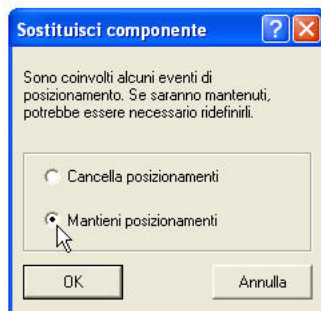 Sostituisci componente
Sono coinvolti alcuni eventi di
posizionamento. Se saranno mantenuti,
potrebbe essere necessario ridefinirli.
Cancella posizionamenti
Mantieni posizionamenti
OK Annulla